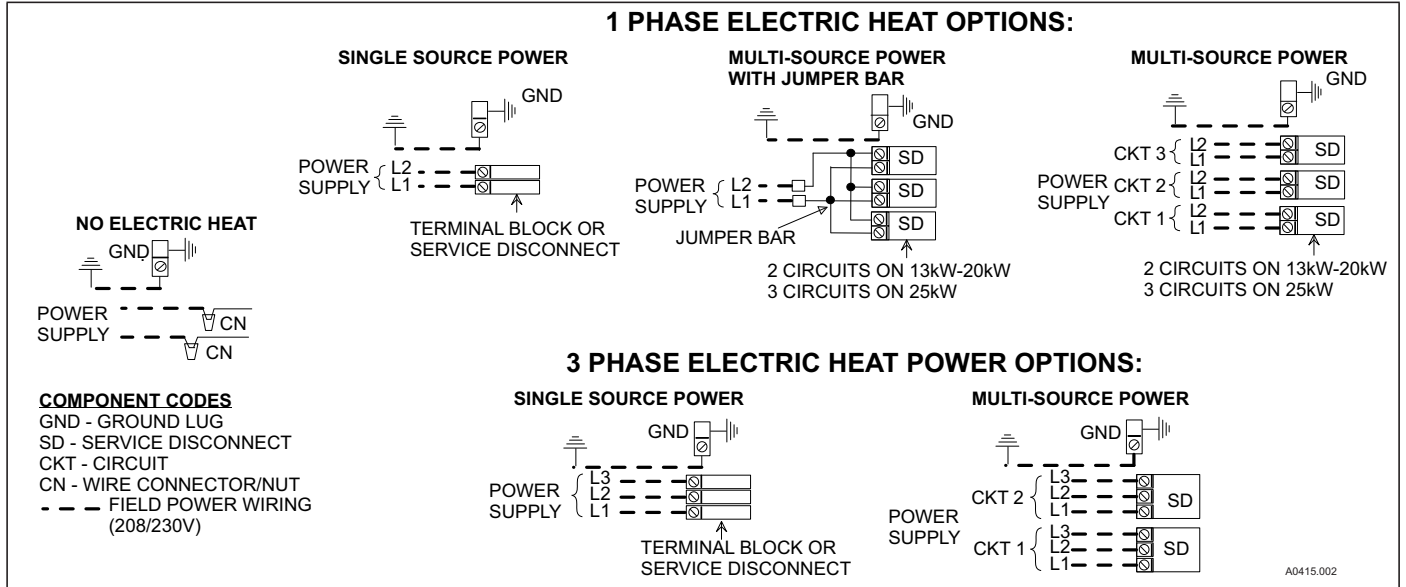 1 PHASE ELECTRIC HEAT OPTIONS:
SINGLE SOURCE POWER
GND
POWER
SUPPLY
L2
L1
TERMINAL BLOCK OR
SERVICE DISCONNECT
MULTI-SOURCE POWER
WITH JUMPER BAR
GND
SD
SD
SD
POWER
SUPPLY
L2
L1
JUMPER BAR
2 CIRCUITS ON 13kW-20kW
3 CIRCUITS ON 25kW
MULTI-SOURCE POWER
GND
POWER
SUPPLY
CKT 3
L2
L1
SD
CKT 2
L2
L1
SD
CKT 1
L2
L1
SD
2 CIRCUITS ON 13kW-20kW
3 CIRCUITS ON 25kW
NO ELECTRIC HEAT
GND
POWER
SUPPLY
CN
CN
COMPONENT CODES
GND - GROUND LUG
SD - SERVICE DISCONNECT
CKT - CIRCUIT
CN - WIRE CONNECTOR/NUT
FIELD POWER WIRING
(208/230V)
3 PHASE ELECTRIC HEAT POWER OPTIONS:
SINGLE SOURCE POWER
GND
POWER
SUPPLY
L3
L2
L1
TERMINAL BLOCK OR
SERVICE DISCONNECT
MULTI-SOURCE POWER
GND
POWER
SUPPLY
CKT 2
L3
L2
L1
SD
CKT 1
L3
L2
L1
SD
A0415.002